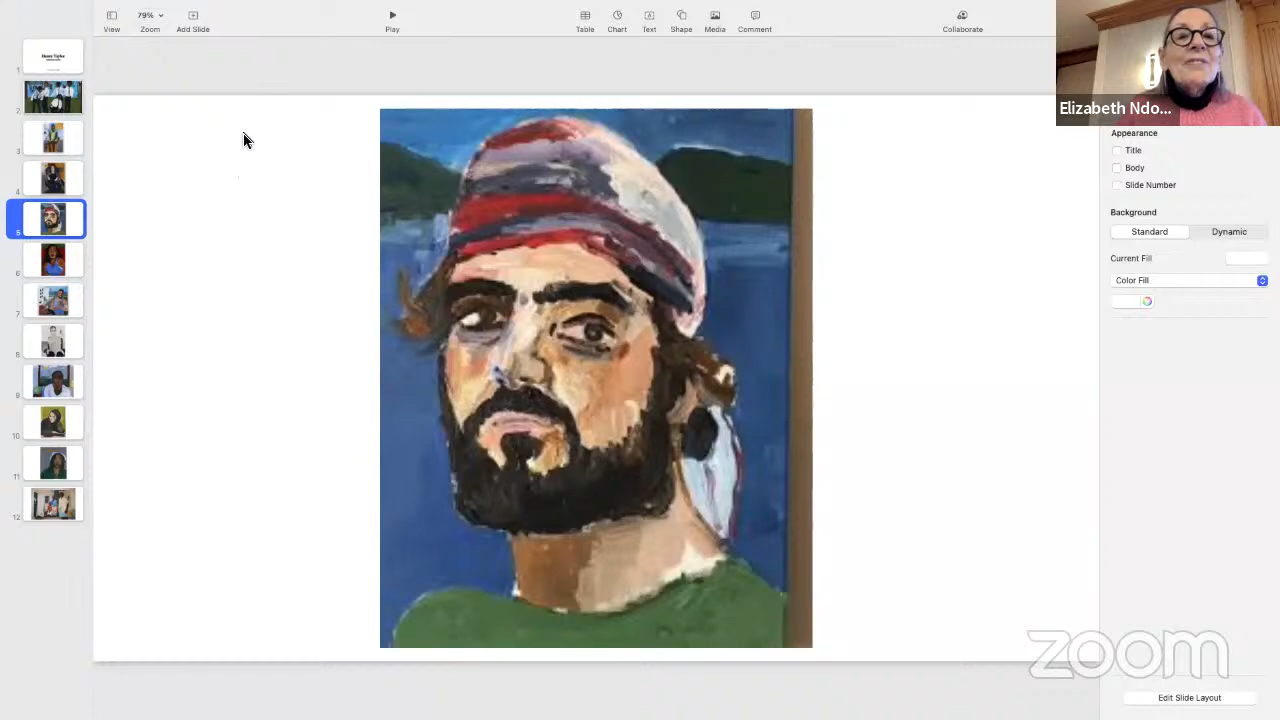 View
79%
Zoom
Add Slide
Play
Table
Chart
Text
Shape
Media
Comment
Collaborate
Elizabeth Ndo...
Appearance
Title
Body
Slide Number
Background
Standard
Dynamic
Current Fill
Color Fill
Edit Slide Layout
1
Henry Taylor
2
3
4
5
6
7
8
9
10
11
12
zoom